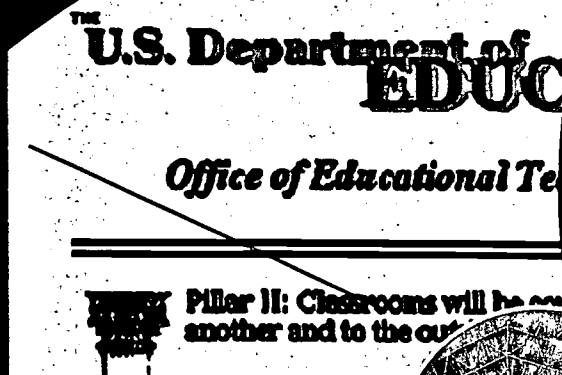 THE
U.S. Department of
EDUC
Office of Educational Te
Pillar II: Classrooms will be con
another and to the out